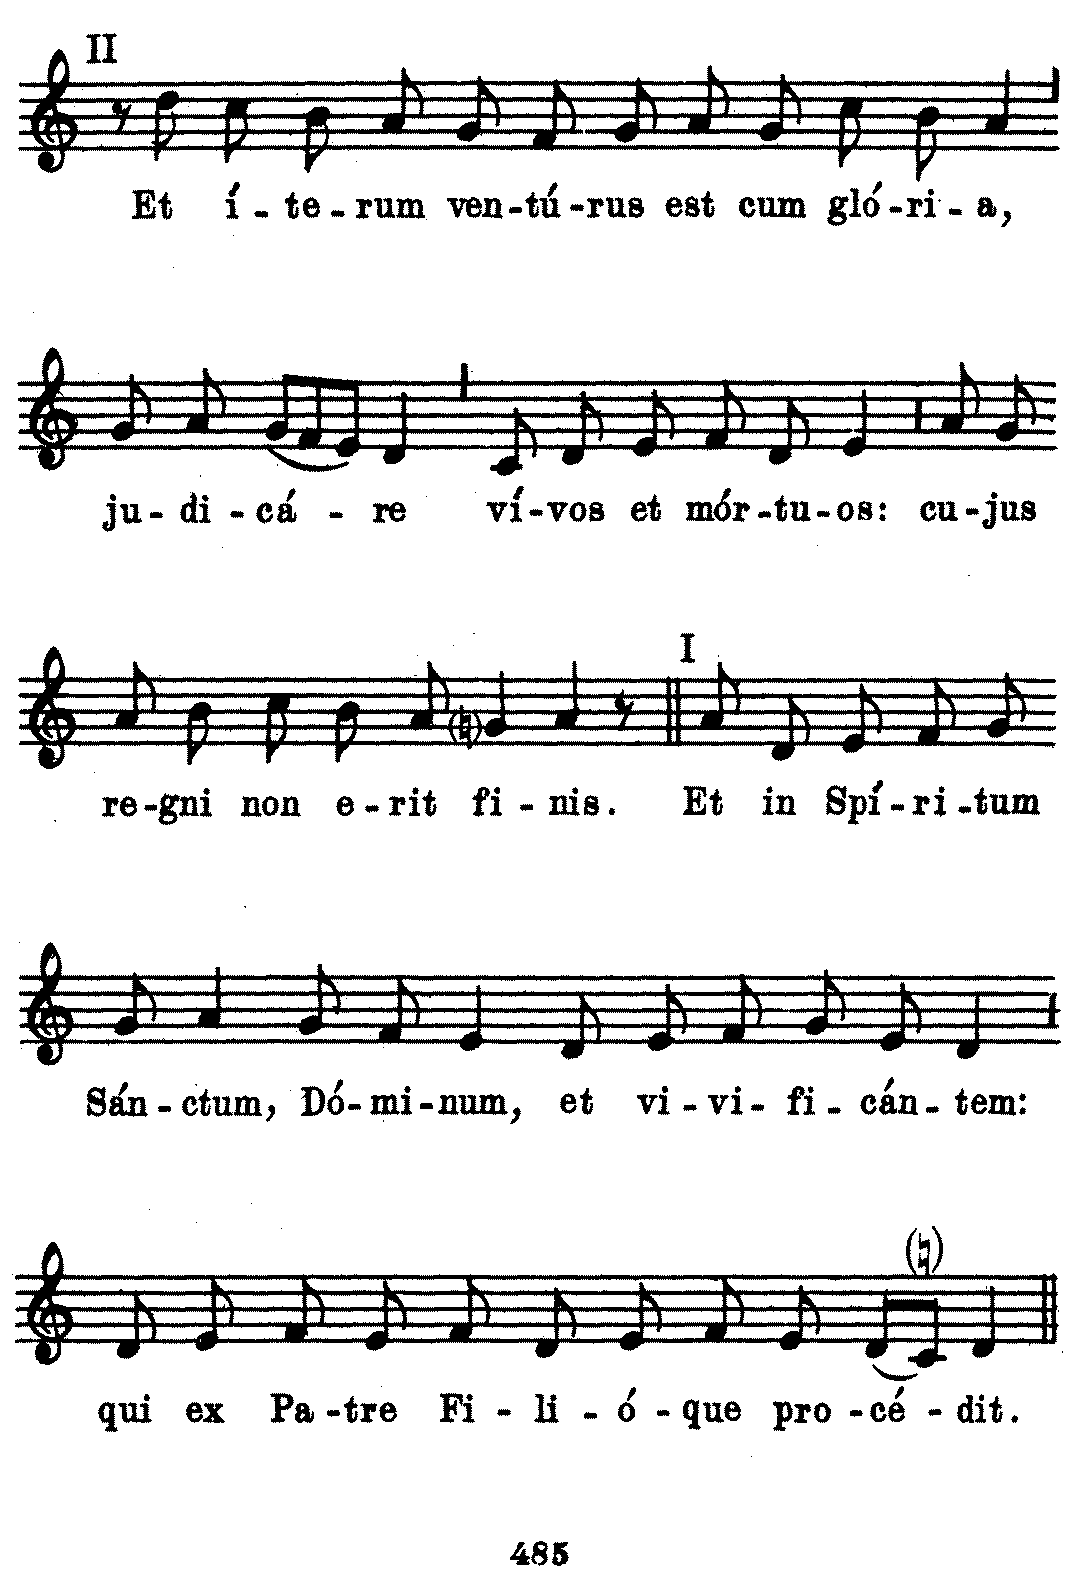 II
Et í - te - rum ven - tú - rus est cum gló - ri - a,
ju - di - cá - re ví - vos et mór - tu - os: cu - jus
I
re - gni non e - rit fi - nis. Et in Spí - ri - tum
Sán - ctum, Dó - mi - num, et vi - vi - fi - cán - tem:
qui ex Pa - tre Fi - li - ó - que pro - cé - dit.
485